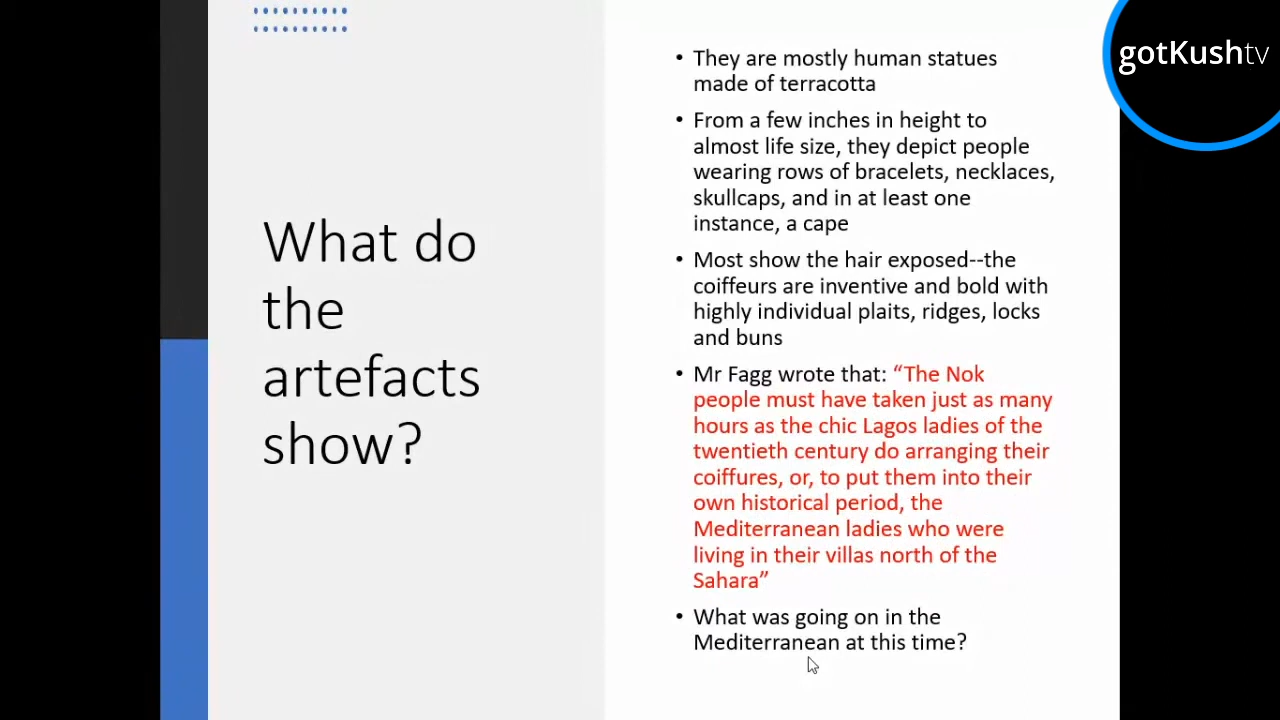 gotKushtv
What do
the
artefacts
show?
• They are mostly human statues
made of terracotta
• From a few inches in height to
almost life size, they depict people
wearing rows of bracelets, necklaces,
skullcaps, and in at least one
instance, a cape
• Most show the hair exposed--the
coiffeurs are inventive and bold with
highly individual plaits, ridges, locks
and buns
• Mr Fagg wrote that: “The Nok
people must have taken just as many
hours as the chic Lagos ladies of the
twentieth century do arranging their
coiffures, or, to put them into their
own historical period, the
Mediterranean ladies who were
living in their villas north of the
Sahara”
• What was going on in the
Mediterranean at this time?